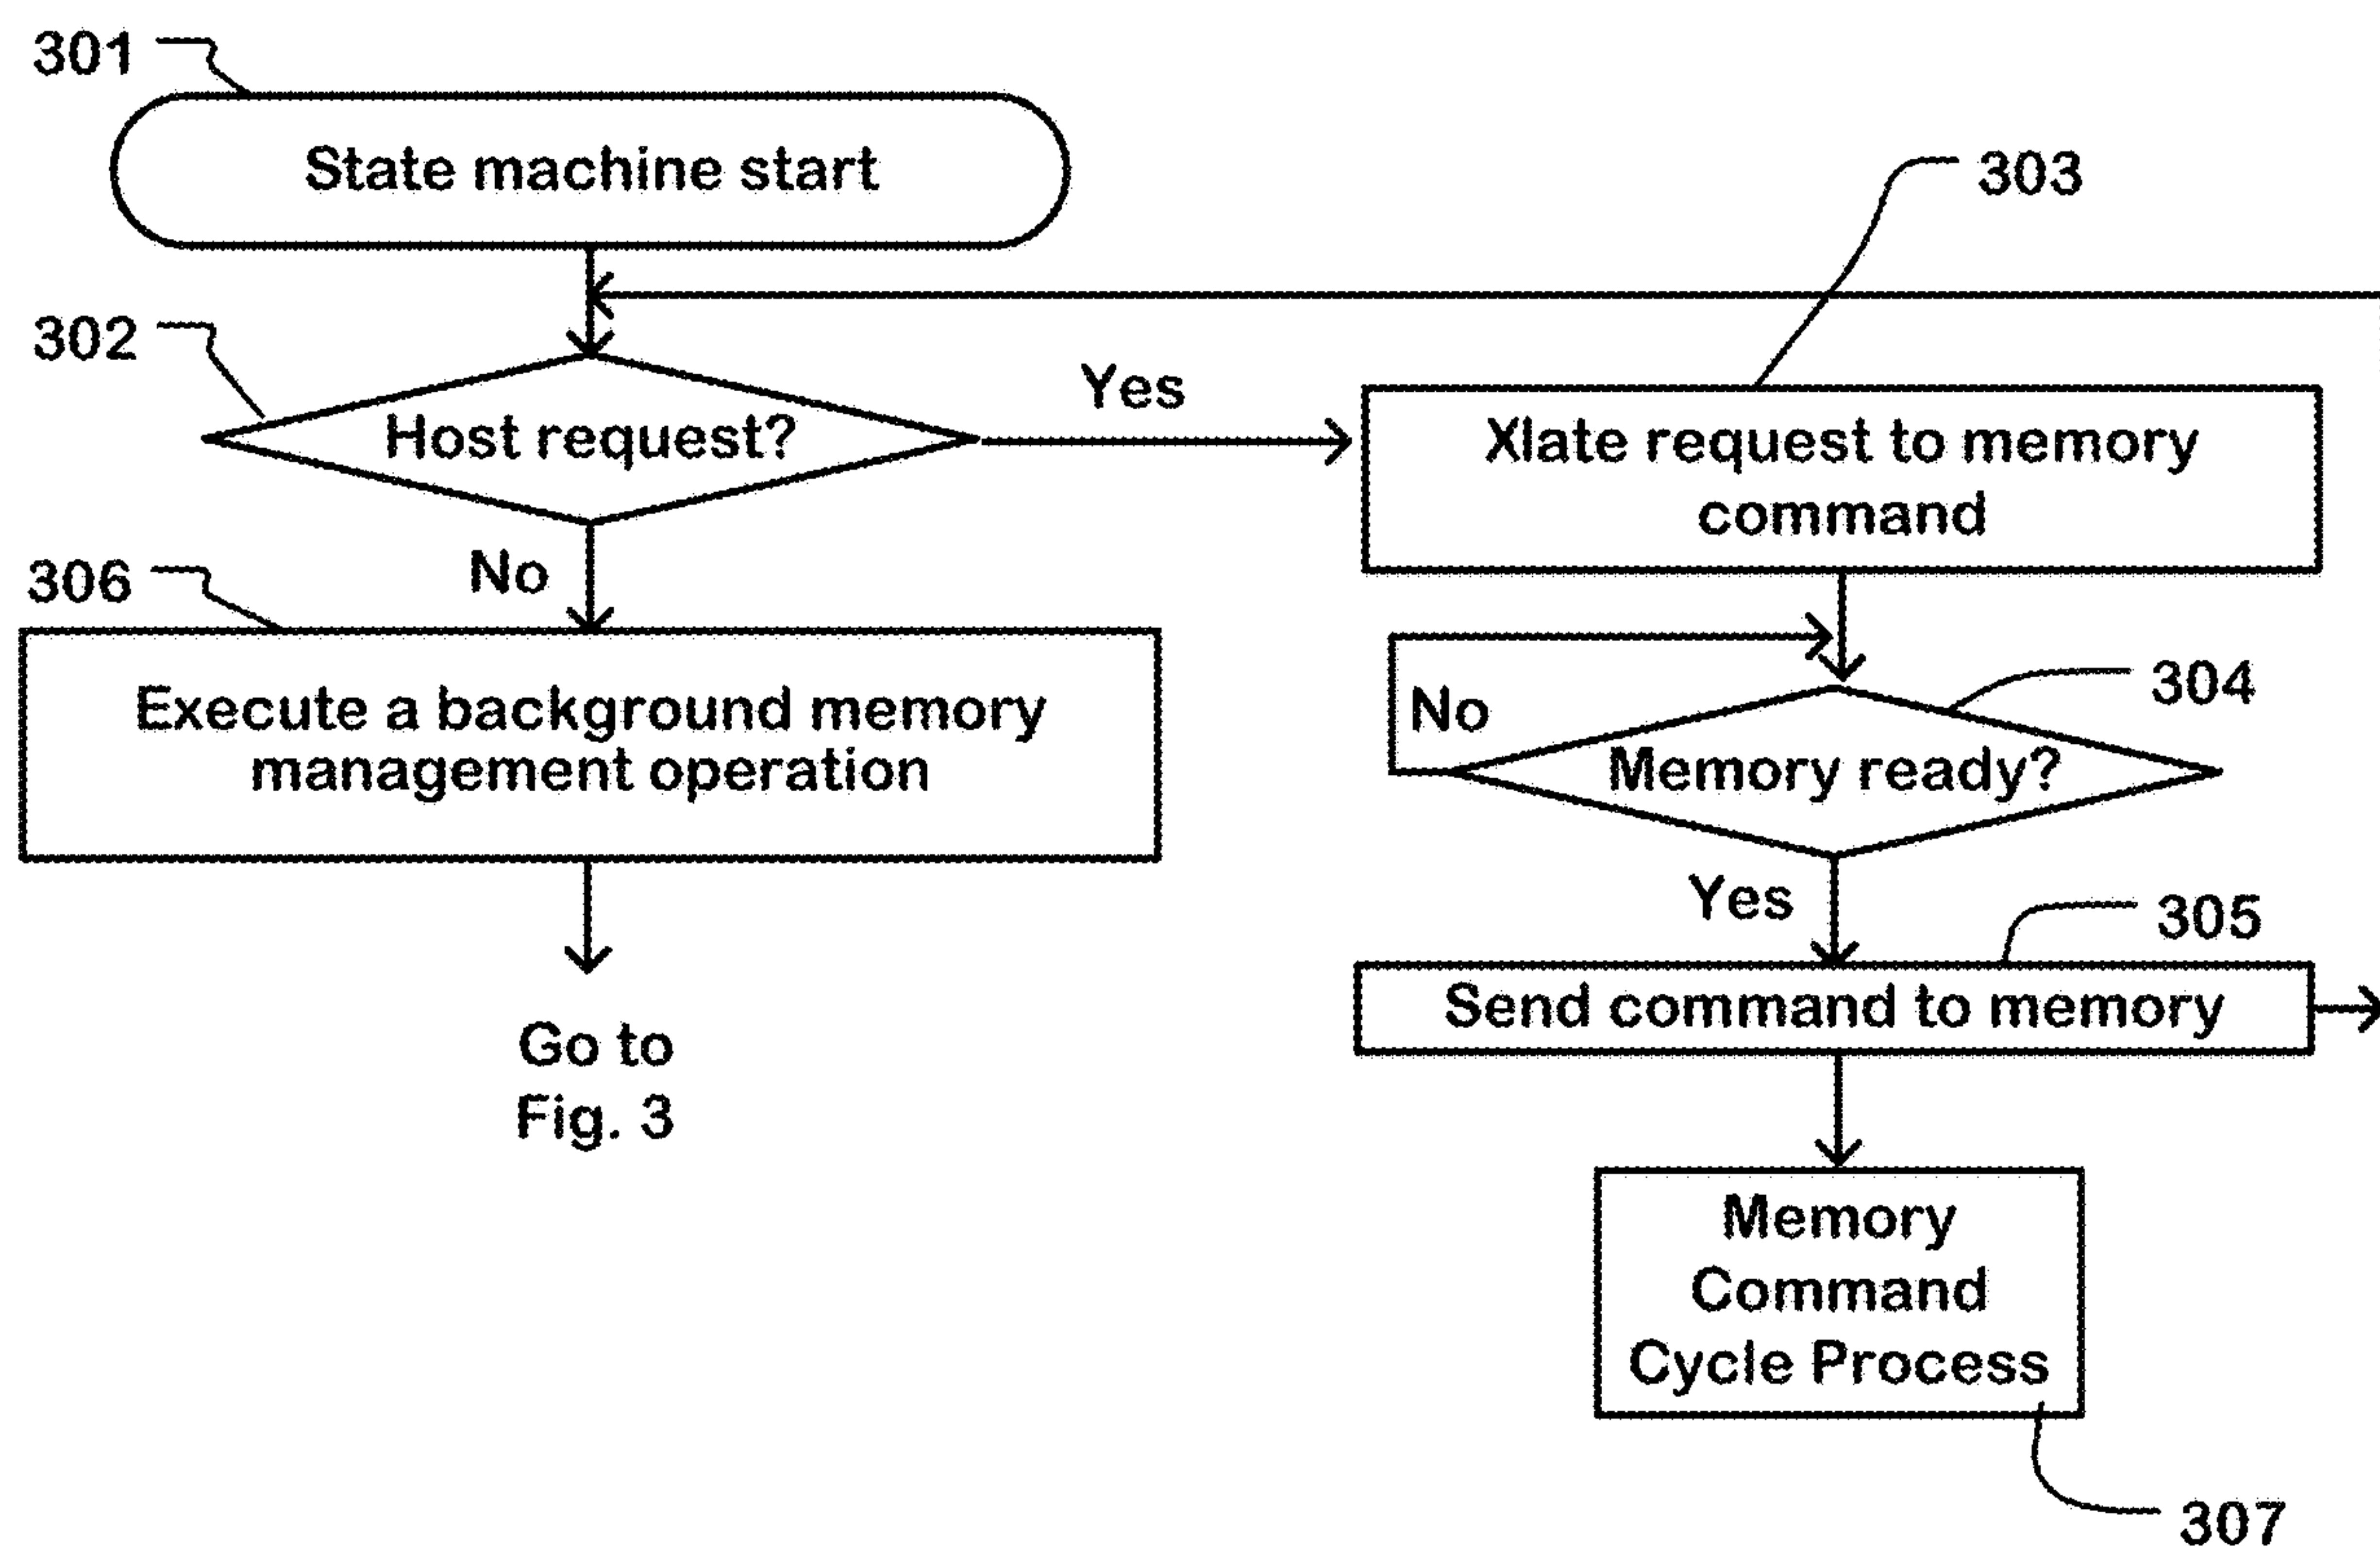 301
State machine start
303
302
Host request?
Yes
Xlate request to memory
command
No
306
Execute a background memory
management operation
No
304
Memory ready?
Yes
305
Send command to memory
Go to
Fig. 3
Memory
Command
Cycle Process
307